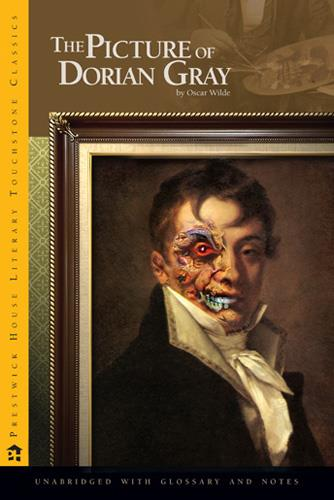 The Picture of
Dorian Gray
by Oscar Wilde
Prestwick House Literary Touchstone Classics
Unabridged with Glossary and Notes